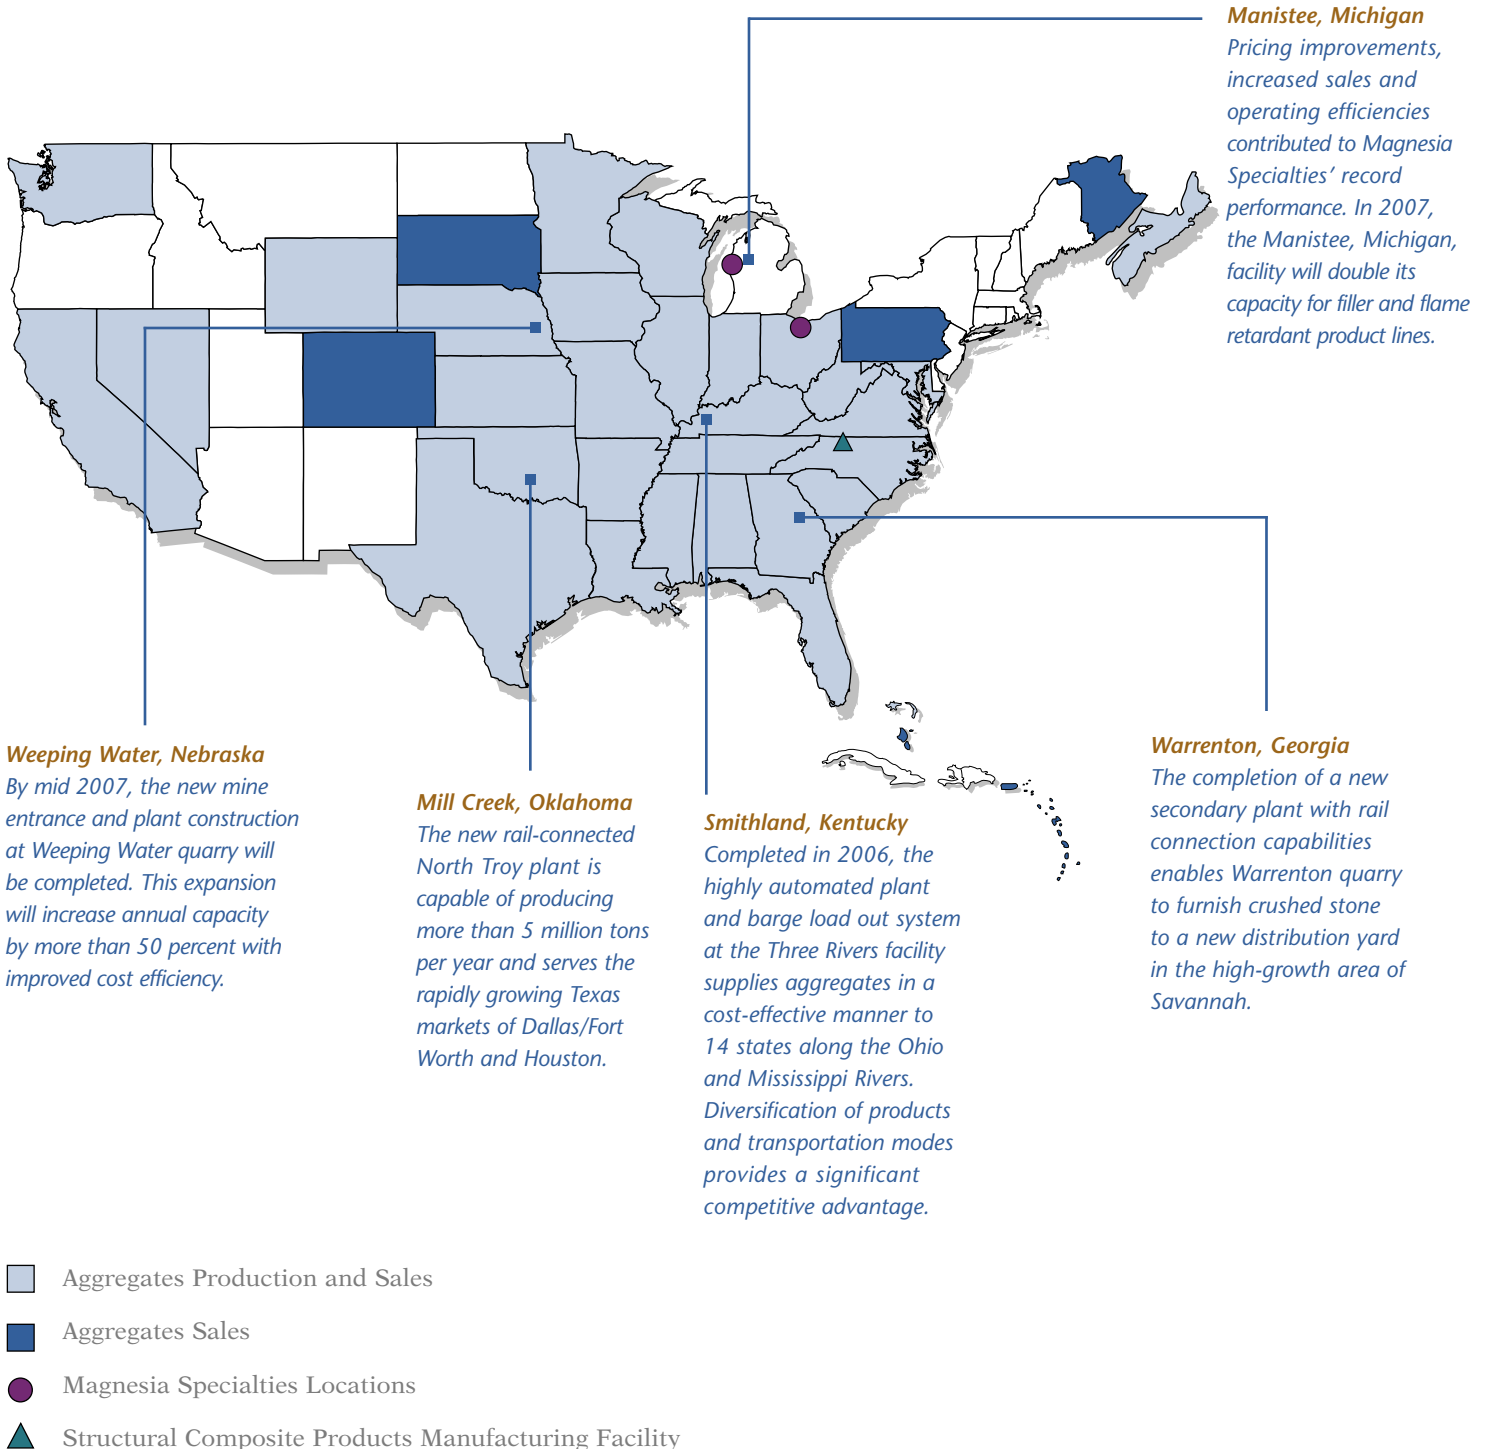 Manistee, Michigan
Pricing improvements,
increased sales and
operating efficiencies
contributed to Magnesia
Specialties’ record
performance. In 2007,
the Manistee, Michigan,
facility will double its
capacity for filler and flame
retardant product lines.
Weeping Water, Nebraska
By mid 2007, the new mine
entrance and plant construction
at Weeping Water quarry will
be completed. This expansion
will increase annual capacity
by more than 50 percent with
improved cost efficiency.
Mill Creek, Oklahoma
The new rail-connected
North Troy plant is
capable of producing
more than 5 million tons
per year and serves the
rapidly growing Texas
markets of Dallas/Fort
Worth and Houston.
Smithland, Kentucky
Completed in 2006, the
highly automated plant
and barge load out system
at the Three Rivers facility
supplies aggregates in a
cost-effective manner to
14 states along the Ohio
and Mississippi Rivers.
Diversification of products
and transportation modes
provides a significant
competitive advantage.
Warrenton, Georgia
The completion of a new
secondary plant with rail
connection capabilities
enables Warrenton quarry
to furnish crushed stone
to a new distribution yard
in the high-growth area of
Savannah.
Aggregates Production and Sales
Aggregates Sales
Magnesia Specialties Locations
Structural Composite Products Manufacturing Facility